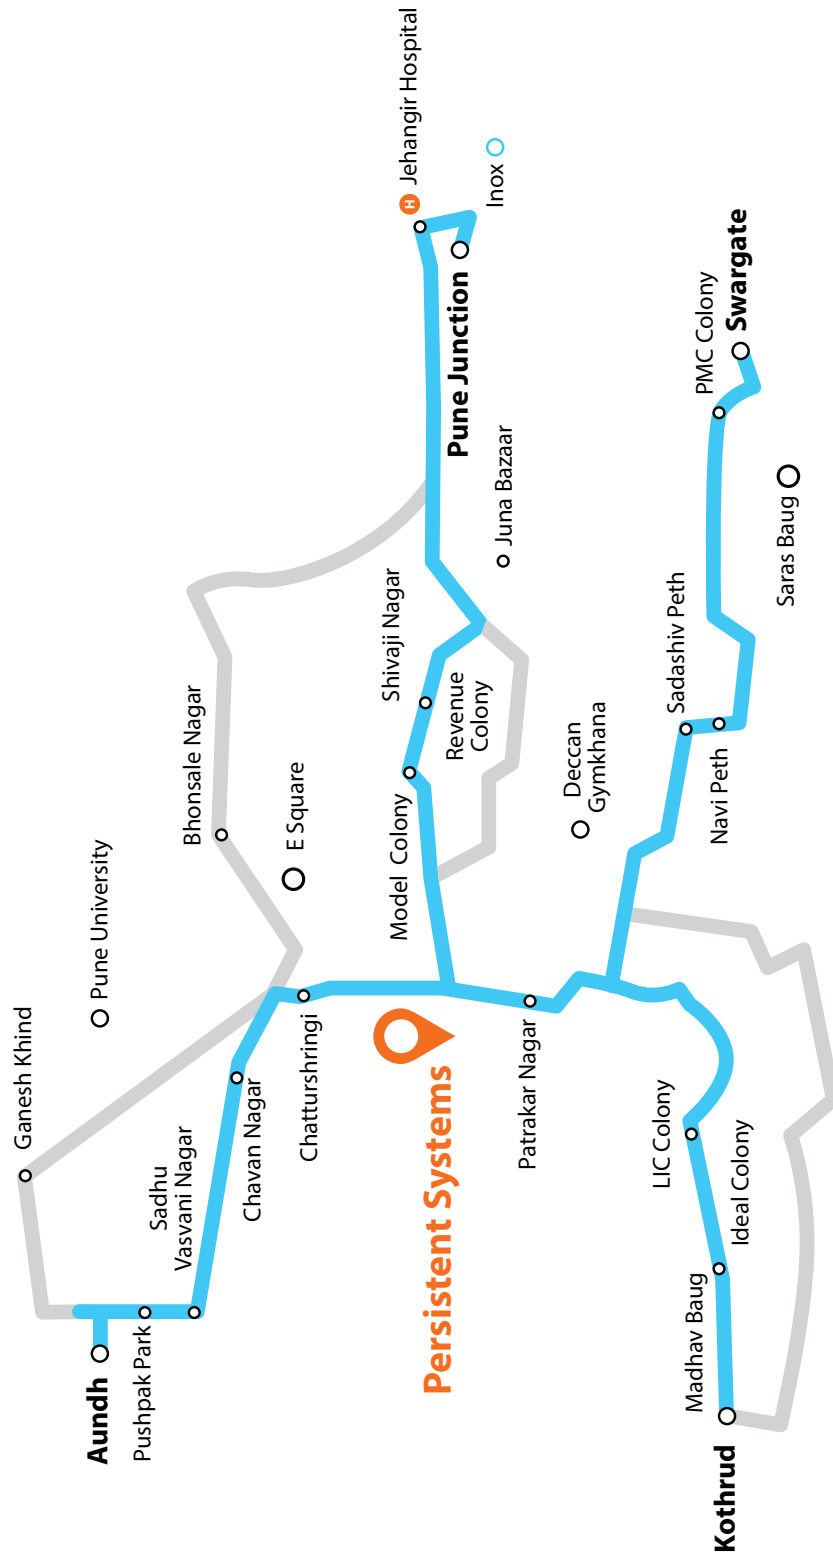 Ganesh Khind
Pune University
Aundh
Pushpak Park
Sadhu
Vasvani Nagar
Bhonsale Nagar
Chavan Nagar
E Square
Chatturshringi
Jehangir Hospital
H
Inox
Pune Junction
Shivaji Nagar
Juna Bazaar
Model Colony
Revenue
Colony
Persistent Systems
Patrakar Nagar
Deccan
Gymkhana
Sadashiv Peth
PMC Colony
Swargate
Navi Peth
Saras Baug
LIC Colony
Ideal Colony
Madhav Baug
Kothrud